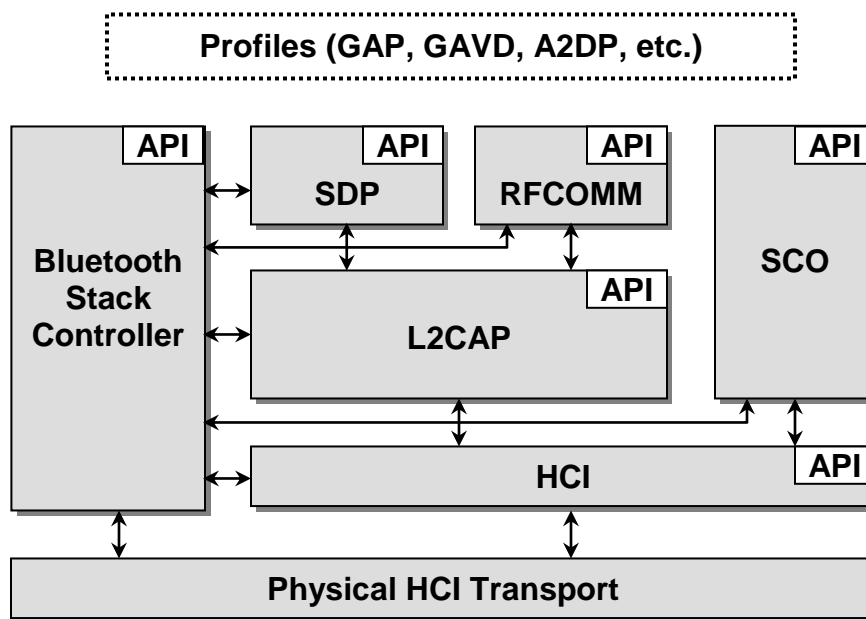 Profiles (GAP, GAVD, A2DP, etc.)
API
API
API
API
SDP
RFCOMM
Bluetooth
Stack
Controller
SCO
API
L2CAP
API
HCI
Physical HCI Transport